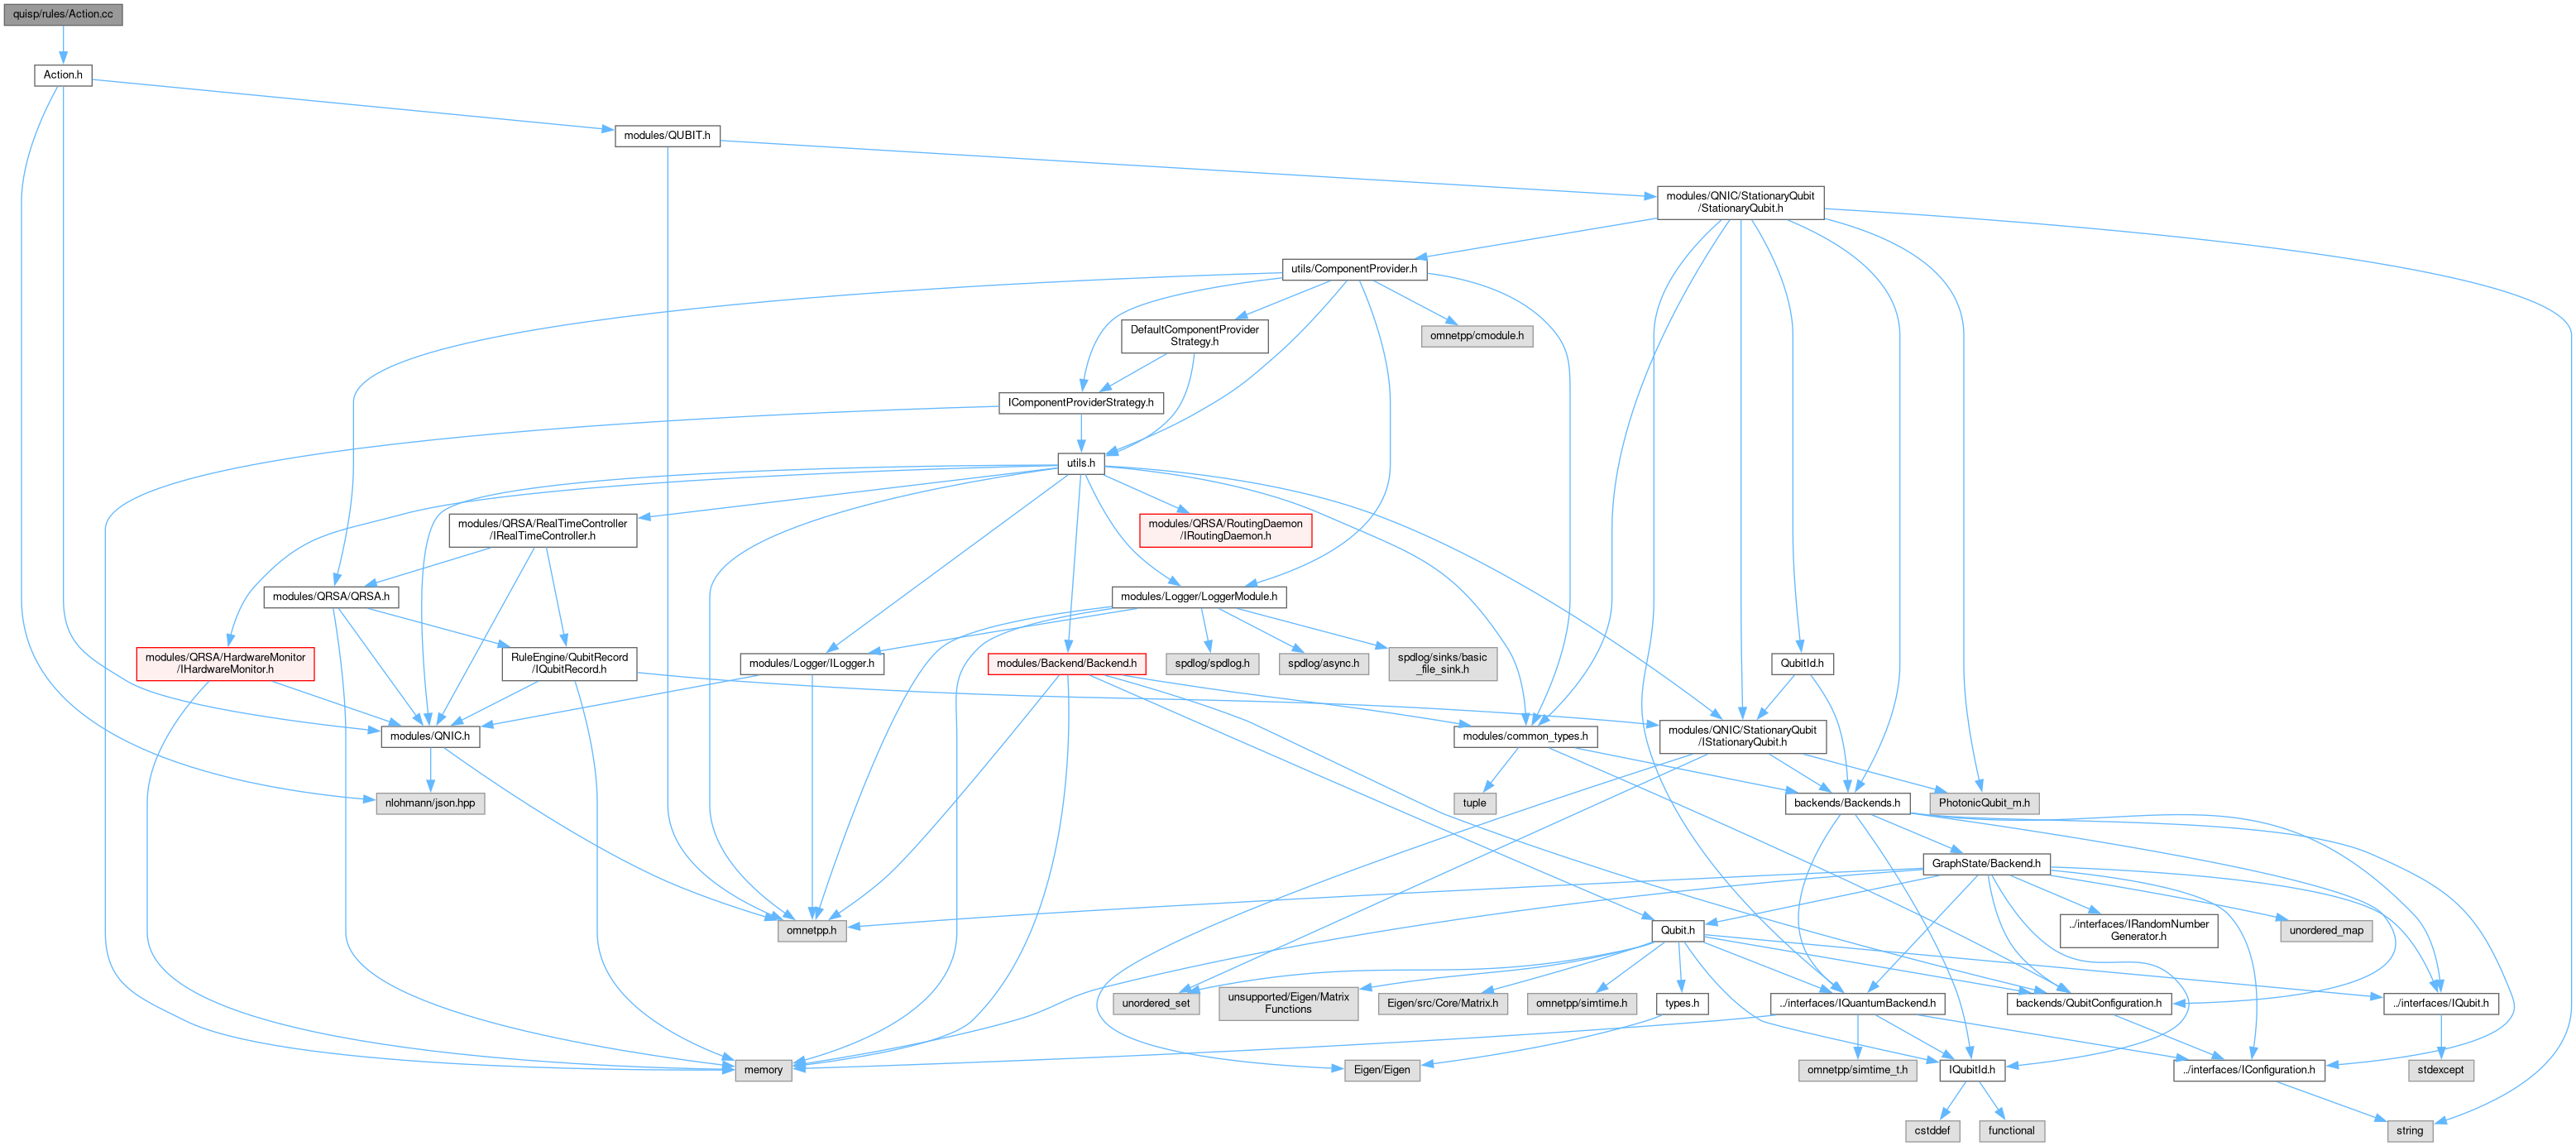 quisp/rules/Action.cc
Action.h
modules/QUBIT.h
modules/QNIC/StationaryQubit
/StationaryQubit.h
utils/ComponentProvider.h
DefaultComponentProvider
Strategy.h
omnetpp/cmodule.h
IComponentProviderStrategy.h
utils.h
modules/QRSA/RealTimeController
/IRealTimeController.h
modules/QRSA/RoutingDaemon
/IRoutingDaemon.h
modules/QRSA/QRSA.h
modules/Logger/LoggerModule.h
modules/QRSA/HardwareMonitor
/IHardwareMonitor.h
RuleEngine/QubitRecord
/IQubitRecord.h
modules/Logger/ILogger.h
modules/Backend/Backend.h
spdlog/spdlog.h
spdlog/async.h
spdlog/sinks/basic
_file_sink.h
QubitId.h
modules/QNIC.h
modules/common_types.h
modules/QNIC/StationaryQubit
/IStationaryQubit.h
nlohmann/json.hpp
tuple
backends/Backends.h
PhotonicQubit_m.h
GraphState/Backend.h
omnetpp.h
Qubit.h
../interfaces/IRandomNumber
Generator.h
unordered_map
unordered_set
unsupported/Eigen/Matrix
Functions
Eigen/src/Core/Matrix.h
omnetpp/simtime.h
types.h
../interfaces/IQuantumBackend.h
backends/QubitConfiguration.h
../interfaces/IQubit.h
memory
Eigen/Eigen
omnetpp/simtime_t.h
IQubitId.h
../interfaces/IConfiguration.h
stdexcept
cstddef
functional
string